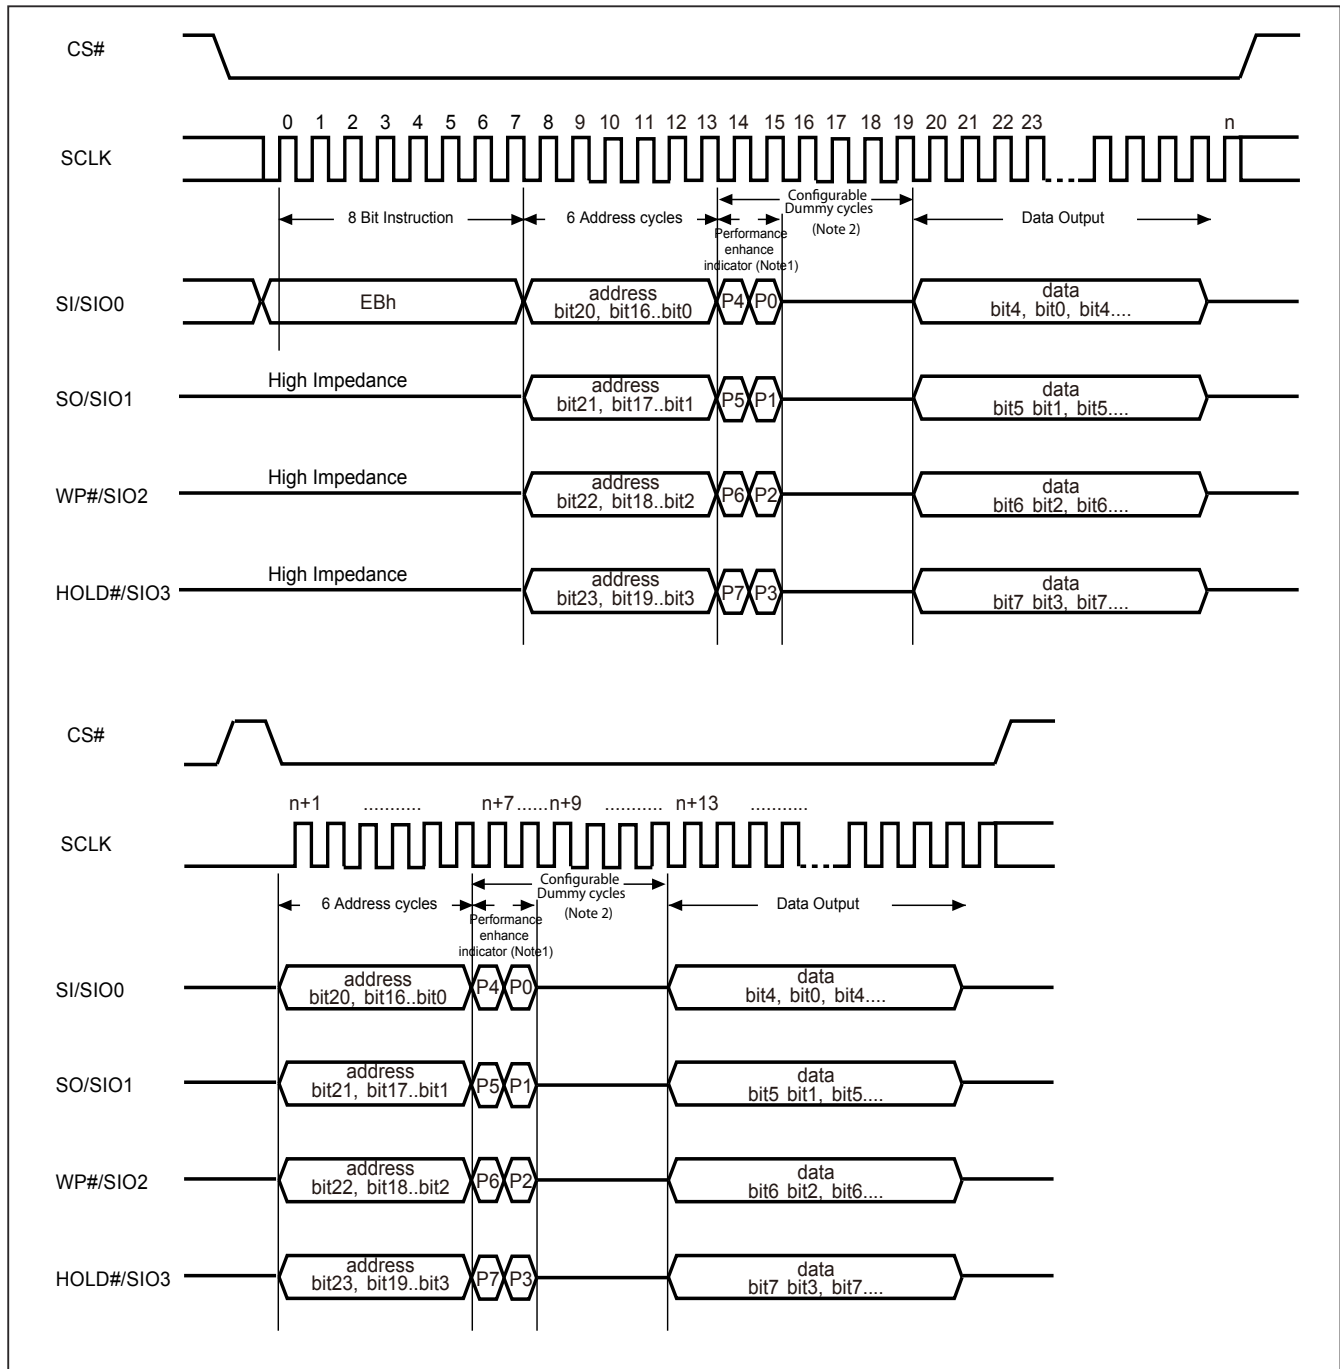 CS#
0 1 2 3 4 5 6 7 8 9 10 11 12 13 14 15 16 17 18 19 20 21 22 23 n
SCLK
8 Bit Instruction
6 Address cycles
Configurable
Dummy cycles
(Note 2)
Data Output
Performance
enhance
indicator (Note1)
SI/SIO0
EBh
address
bit20, bit16..bit0
P4
P0
data
bit4, bit0, bit4....
High Impedance
SO/SIO1
address
bit21, bit17..bit1
P5
P1
data
bit5 bit1, bit5....
High Impedance
WP#/SIO2
address
bit22, bit18..bit2
P6
P2
data
bit6 bit2, bit6....
High Impedance
HOLD#/SIO3
address
bit23, bit19..bit3
P7
P3
data
bit7 bit3, bit7....
CS#
n+1 ........... n+7 ......n+9 ........... n+13 ...........
SCLK
6 Address cycles
Configurable
Dummy cycles
(Note 2)
Data Output
Performance
enhance
indicator (Note1)
SI/SIO0
address
bit20, bit16..bit0
P4
P0
data
bit4, bit0, bit4....
SO/SIO1
address
bit21, bit17..bit1
P5
P1
data
bit5 bit1, bit5....
WP#/SIO2
address
bit22, bit18..bit2
P6
P2
data
bit6 bit2, bit6....
HOLD#/SIO3
address
bit23, bit19..bit3
P7
P3
data
bit7 bit3, bit7....